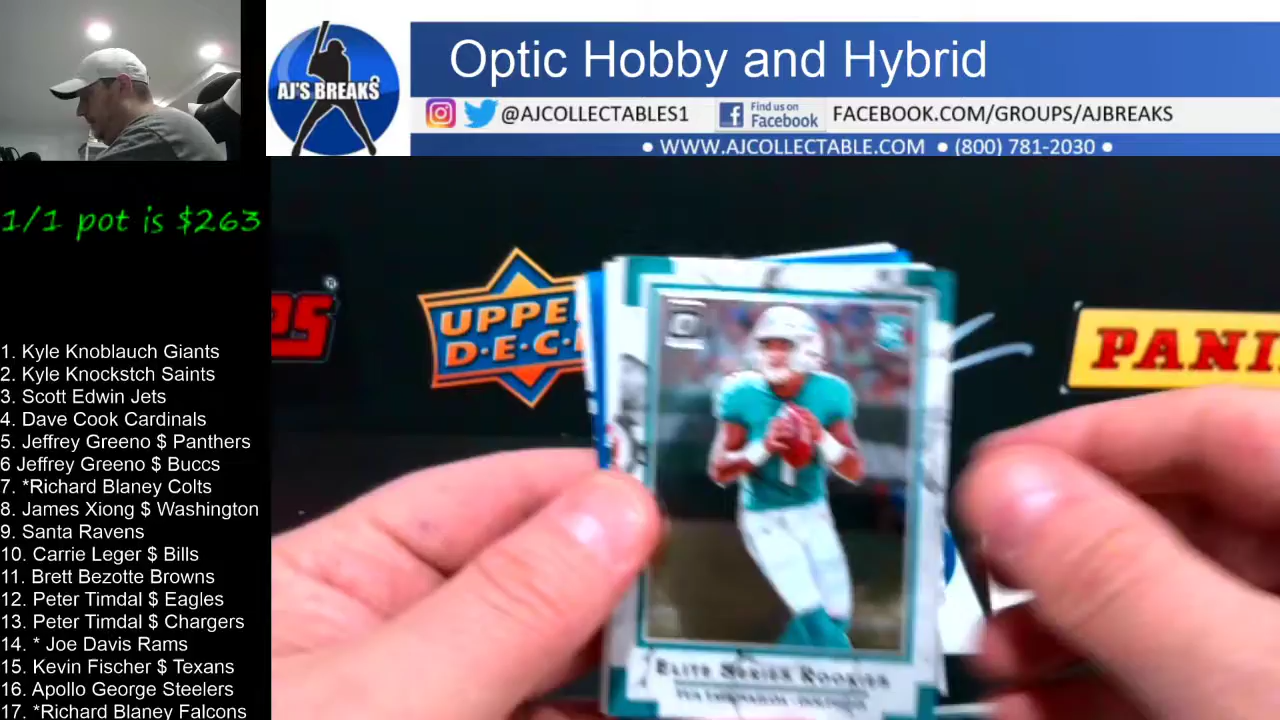 Optic Hobby and Hybrid
AJ'S BREAKS
@AJCOLLECTABLES1
Find us on
Facebook
FACEBOOK.COM/GROUPS/AJBREAKS
• WWW.AJCOLLECTABLE.COM • (800) 781-2030 •
1/1 pot is $263
UPPE
D·E·C
PANI
1. Kyle Knoblauch Giants
2. Kyle Knockstch Saints
3. Scott Edwin Jets
4. Dave Cook Cardinals
5. Jeffrey Greeno $ Panthers
6 Jeffrey Greeno $ Buccs
7. *Richard Blaney Colts
8. James Xiong $ Washington
9. Santa Ravens
10. Carrie Leger $ Bills
11. Brett Bezotte Browns
12. Peter Timdal $ Eagles
13. Peter Timdal $ Chargers
14. * Joe Davis Rams
15. Kevin Fischer $ Texans
16. Apollo George Steelers
17. *Richard Blaney Falcons
ELITE SERIES ROOKIES